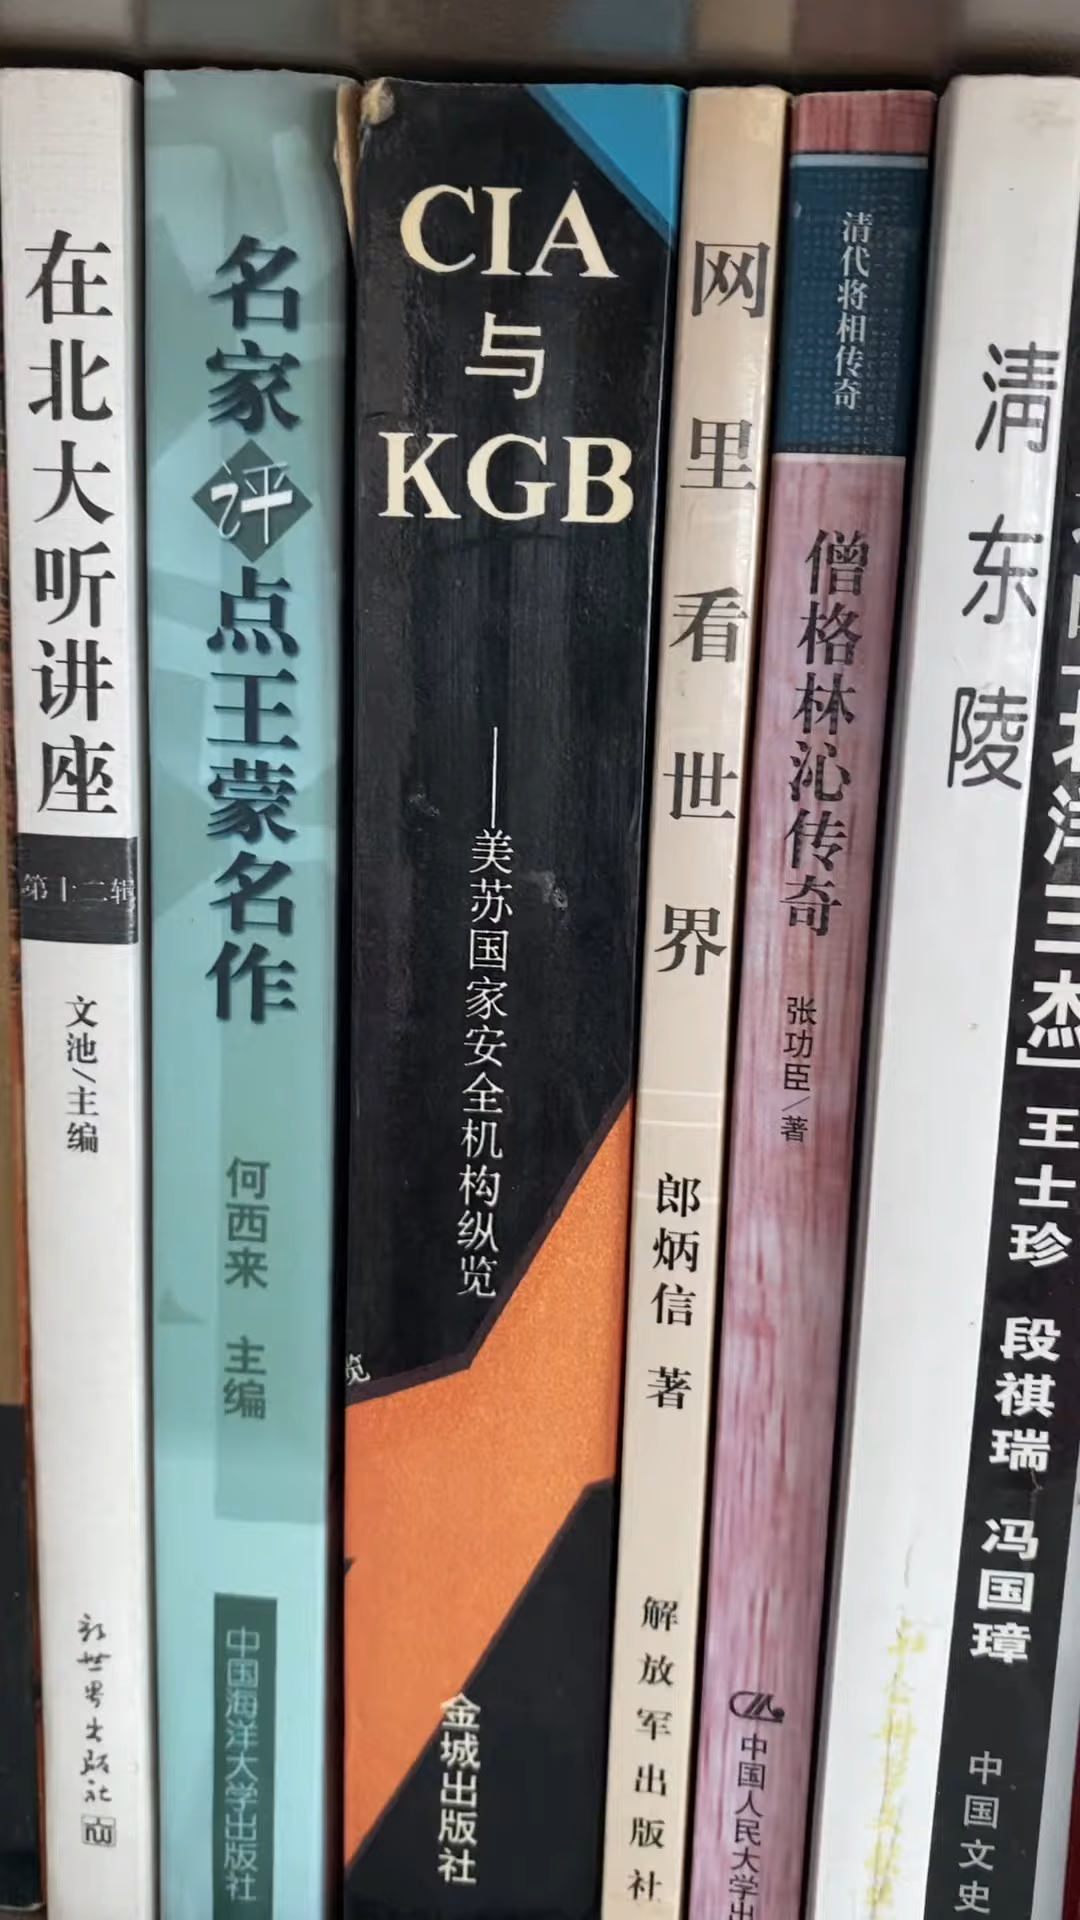 在北大听讲座
第十二辑
文池/主编
新世界出版社
名家评点王蒙名作
何西来 主编
中国海洋大学出版社
CIA
与
KGB
——美苏国家安全机构纵览
览
金城出版社
网里看世界
郎炳信 著
解放军出版社
清代将相传奇
僧格林沁传奇
张功臣/著
中国人民大学出
清东陵
三杰
王士珍 段祺瑞 冯国璋
中国文史